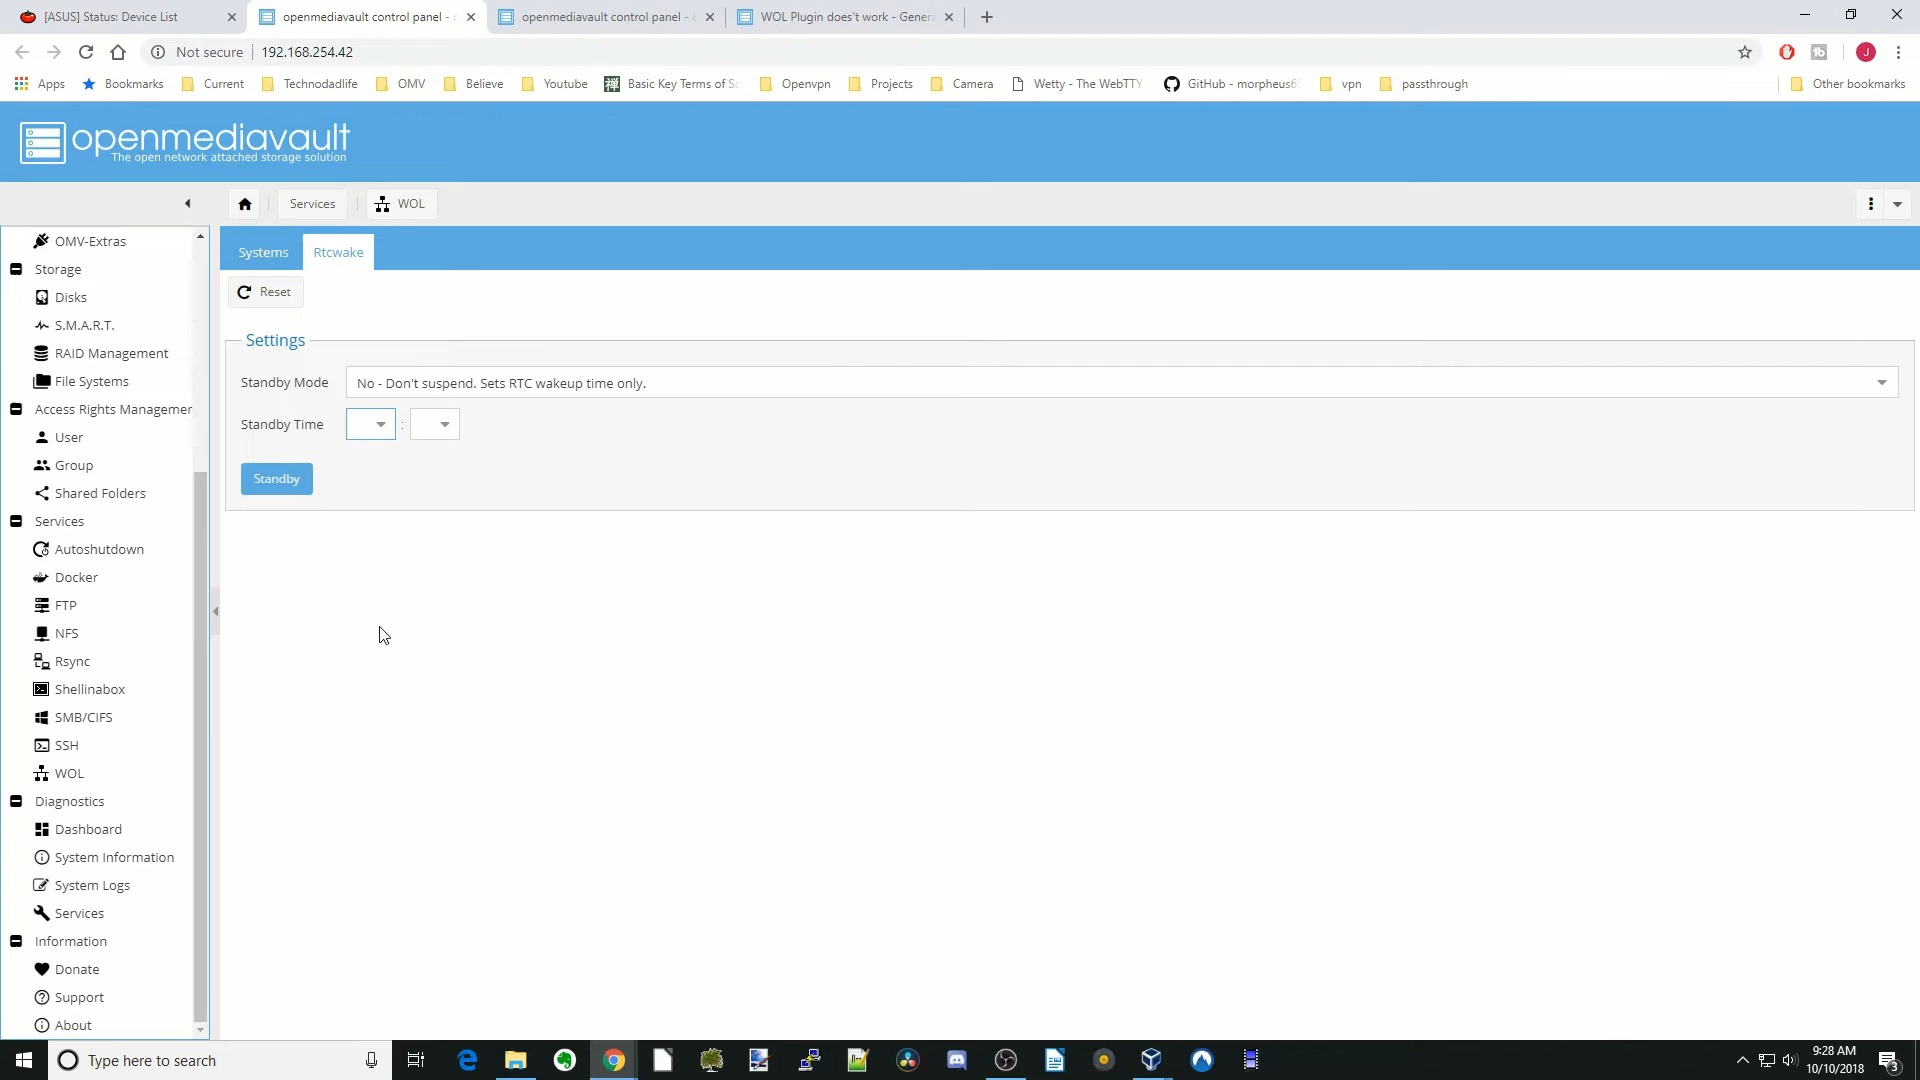 [ASUS] Status: Device List
openmediavault control panel -
openmediavault control panel -
WOL Plugin does't work - Genera
Not secure
192.168.254.42
Apps
Bookmarks
Current
Technodadlife
OMV
Believe
Youtube
Basic Key Terms of Sc
Openvpn
Projects
Camera
Wetty - The WebTTY
GitHub - morpheus6
vpn
passthrough
Other bookmarks
openmediavault
The open network attached storage solution
Services
WOL
OMV-Extras
Storage
Disks
S.M.A.R.T.
RAID Management
File Systems
Access Rights Managemen
User
Group
Shared Folders
Services
Autoshutdown
Docker
FTP
NFS
Rsync
Shellinabox
SMB/CIFS
SSH
WOL
Diagnostics
Dashboard
System Information
System Logs
Services
Information
Donate
Support
About
Systems
Rtcwake
Reset
Settings
Standby Mode
No - Don't suspend. Sets RTC wakeup time only.
Standby Time
:
Standby
Type here to search
9:28 AM
10/10/2018
3